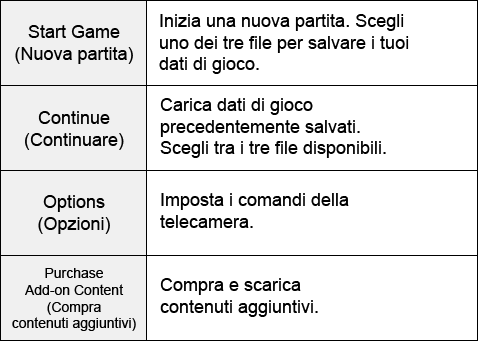 Start Game
(Nuova partita)
Inizia una nuova partita. Scegli
uno dei tre file per salvare i tuoi
dati di gioco.
Continue
(Continuare)
Carica dati di gioco
precedentemente salvati.
Scegli tra i tre file disponibili.
Options
(Opzioni)
Imposta i comandi della
telecamera.
Purchase
Add-on Content
(Compra
contenuti aggiuntivi)
Compra e scarica
contenuti aggiuntivi.